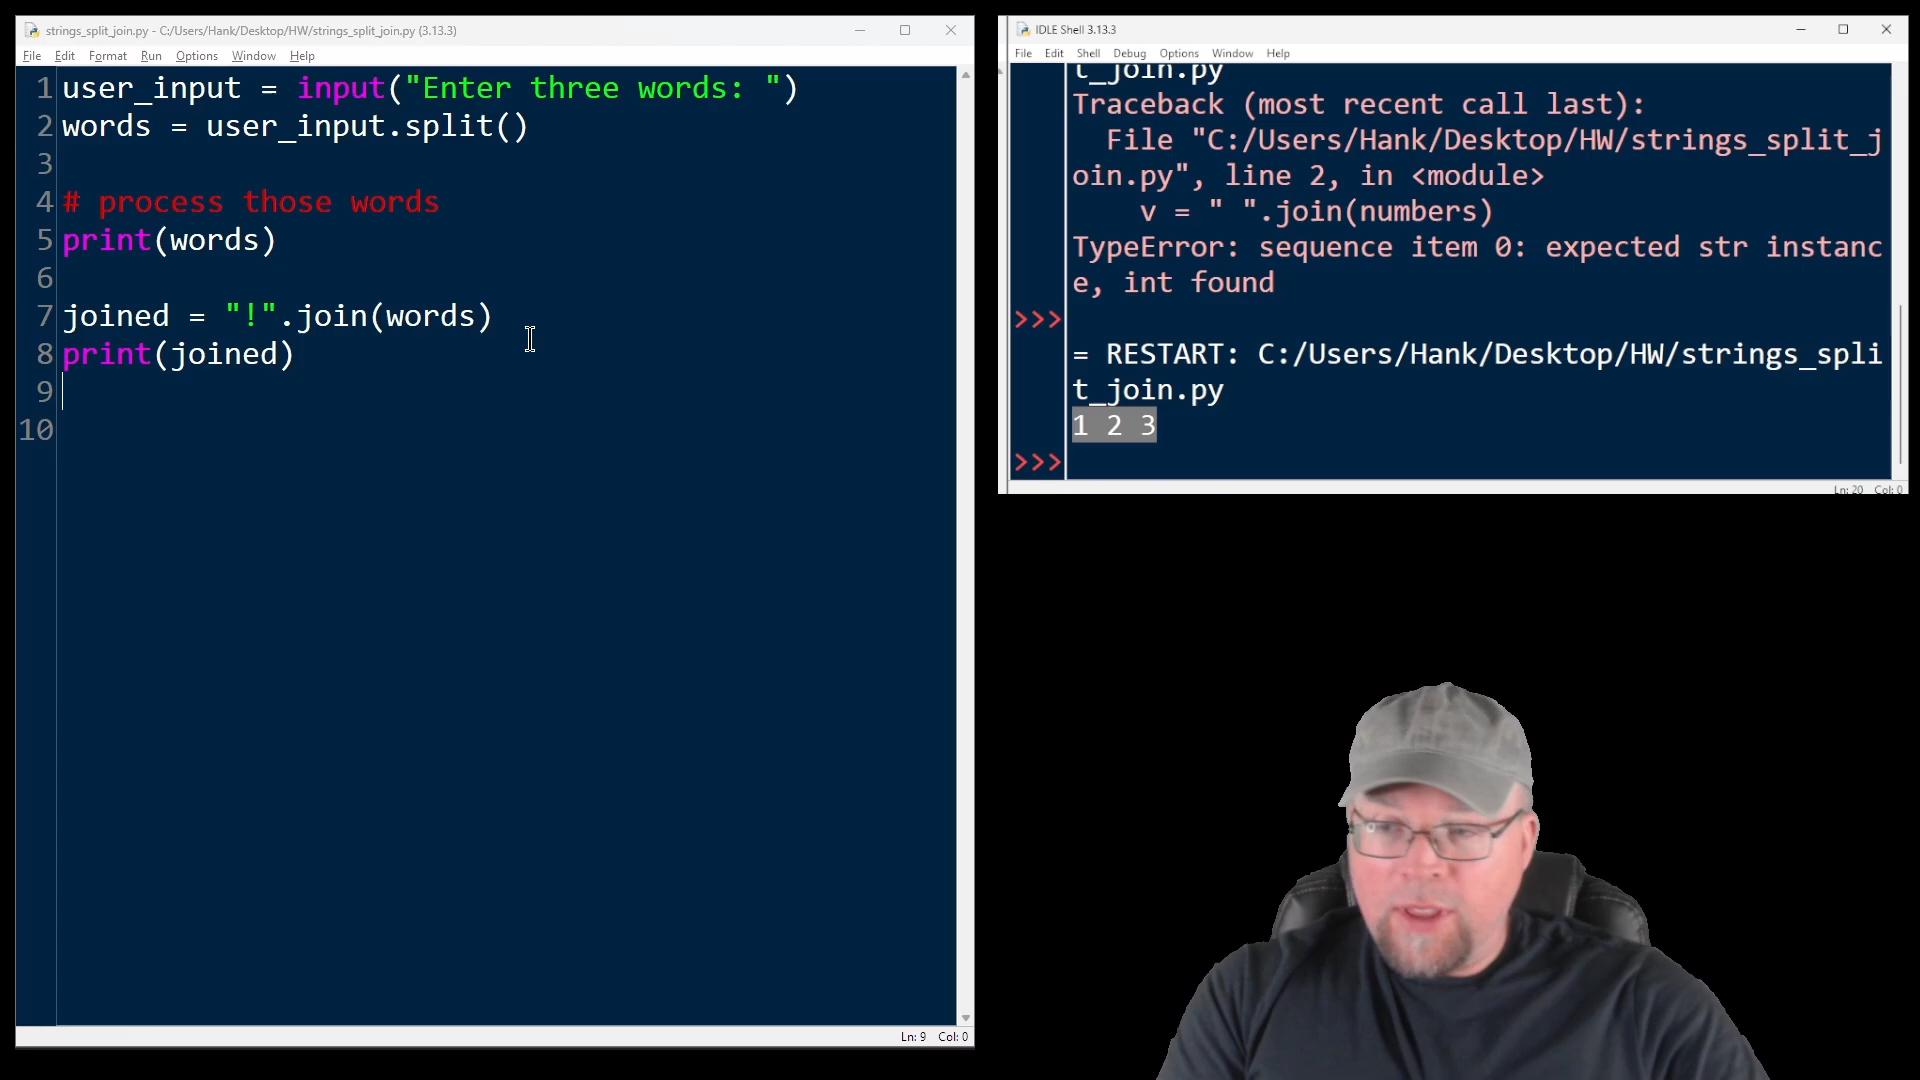 strings_split_join.py - C:/Users/Hank/Desktop/HW/strings_split_join.py (3.13.3)
File Edit Format Run Options Window Help
1 user_input = input("Enter three words: ")
2 words = user_input.split()
3
4 # process those words
5 print(words)
6
7 joined = "!".join(words)
8 print(joined)
9
10
Ln: 9 Col: 0
IDLE Shell 3.13.3
File Edit Shell Debug Options Window Help
t_join.py
Traceback (most recent call last):
File "C:/Users/Hank/Desktop/HW/strings_split_j
oin.py", line 2, in <module>
v = " ".join(numbers)
TypeError: sequence item 0: expected str instanc
e, int found
>>>
= RESTART: C:/Users/Hank/Desktop/HW/strings_spli
t_join.py
1 2 3
>>>
Ln: 20 Col: 0